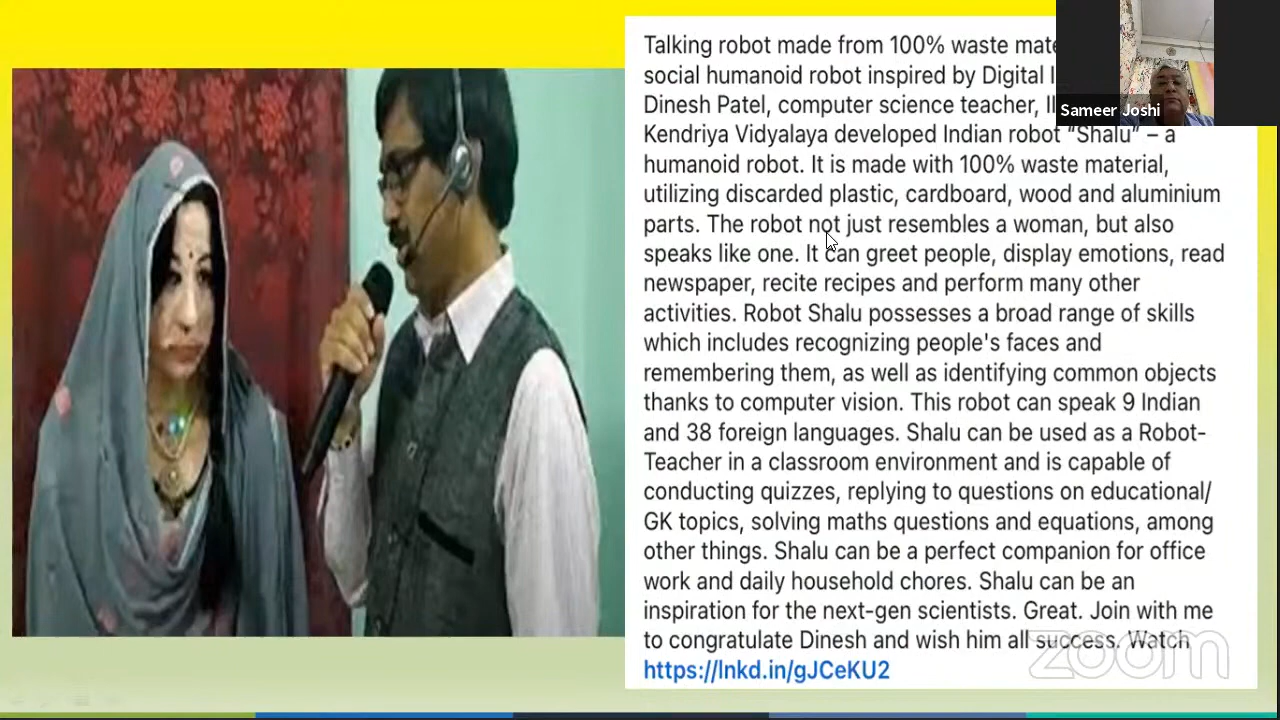 Talking robot made from 100% waste
social humanoid robot inspired by Digital
Dinesh Patel, computer science teacher,
Kendriya Vidyalaya developed Indian robot “Shalu” – a
humanoid robot. It is made with 100% waste material,
utilizing discarded plastic, cardboard, wood and aluminium
parts. The robot not just resembles a woman, but also
speaks like one. It can greet people, display emotions, read
newspaper, recite recipes and perform many other
activities. Robot Shalu possesses a broad range of skills
which includes recognizing people's faces and
remembering them, as well as identifying common objects
thanks to computer vision. This robot can speak 9 Indian
and 38 foreign languages. Shalu can be used as a Robot-
Teacher in a classroom environment and is capable of
conducting quizzes, replying to questions on educational/
GK topics, solving maths questions and equations, among
other things. Shalu can be a perfect companion for office
work and daily household chores. Shalu can be an
inspiration for the next-gen scientists. Great. Join with me
to congratulate Dinesh and wish him all success. Watch
https://lnkd.in/gJCeKU2
Sameer Joshi
zoom